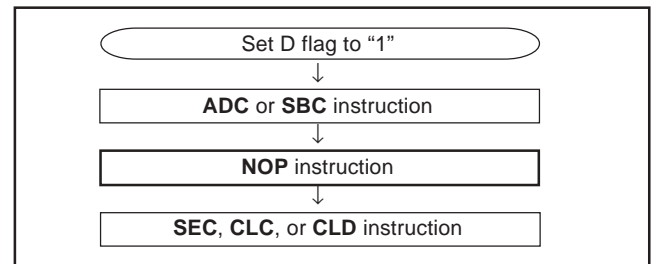 Set D flag to “1”
ADC or SBC instruction
NOP instruction
SEC, CLC, or CLD instruction